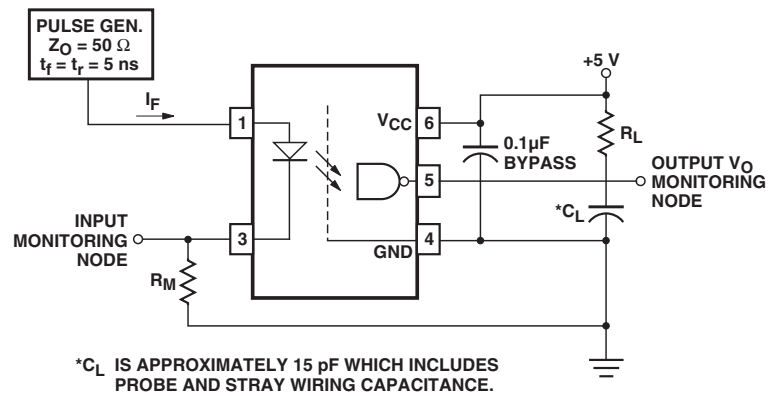 PULSE GEN.
Z_O = 50 Ω
t_f = t_r = 5 ns
I_F
+5 V
1
V_CC
6
0.1µF
BYPASS
R_L
5
OUTPUT V_O
MONITORING
NODE
*C_L
INPUT
MONITORING
NODE
3
GND
4
R_M
*C_L IS APPROXIMATELY 15 pF WHICH INCLUDES
PROBE AND STRAY WIRING CAPACITANCE.